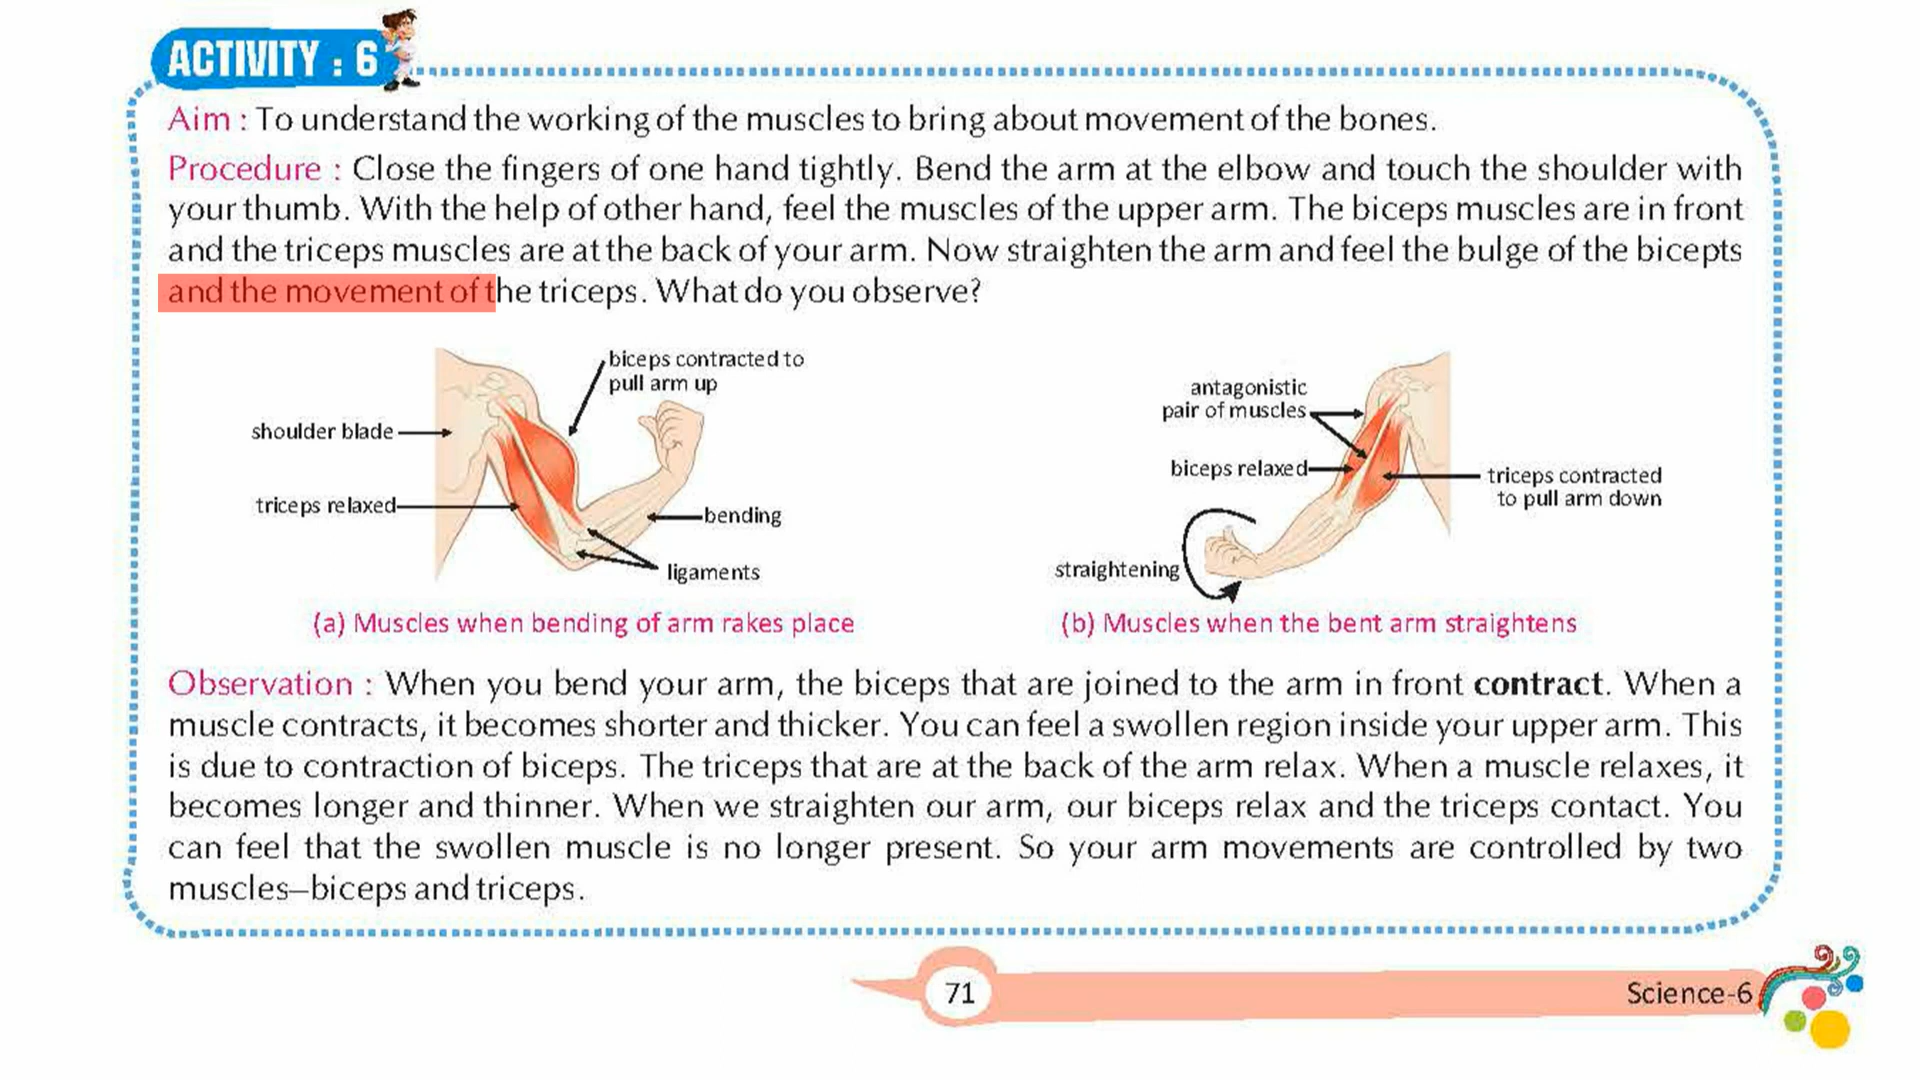 ACTIVITY : 6
Aim : To understand the working of the muscles to bring about movement of the bones.
Procedure : Close the fingers of one hand tightly. Bend the arm at the elbow and touch the shoulder with
your thumb. With the help of other hand, feel the muscles of the upper arm. The biceps muscles are in front
and the triceps muscles are at the back of your arm. Now straighten the arm and feel the bulge of the bicepts
and the movement of the triceps. What do you observe?
biceps contracted to
pull arm up
shoulder blade
triceps relaxed
bending
ligaments
antagonistic
pair of muscles
biceps relaxed
triceps contracted
to pull arm down
straightening
(a) Muscles when bending of arm rakes place
(b) Muscles when the bent arm straightens
Observation : When you bend your arm, the biceps that are joined to the arm in front contract. When a
muscle contracts, it becomes shorter and thicker. You can feel a swollen region inside your upper arm. This
is due to contraction of biceps. The triceps that are at the back of the arm relax. When a muscle relaxes, it
becomes longer and thinner. When we straighten our arm, our biceps relax and the triceps contact. You
can feel that the swollen muscle is no longer present. So your arm movements are controlled by two
muscles–biceps and triceps.
71
Science-6